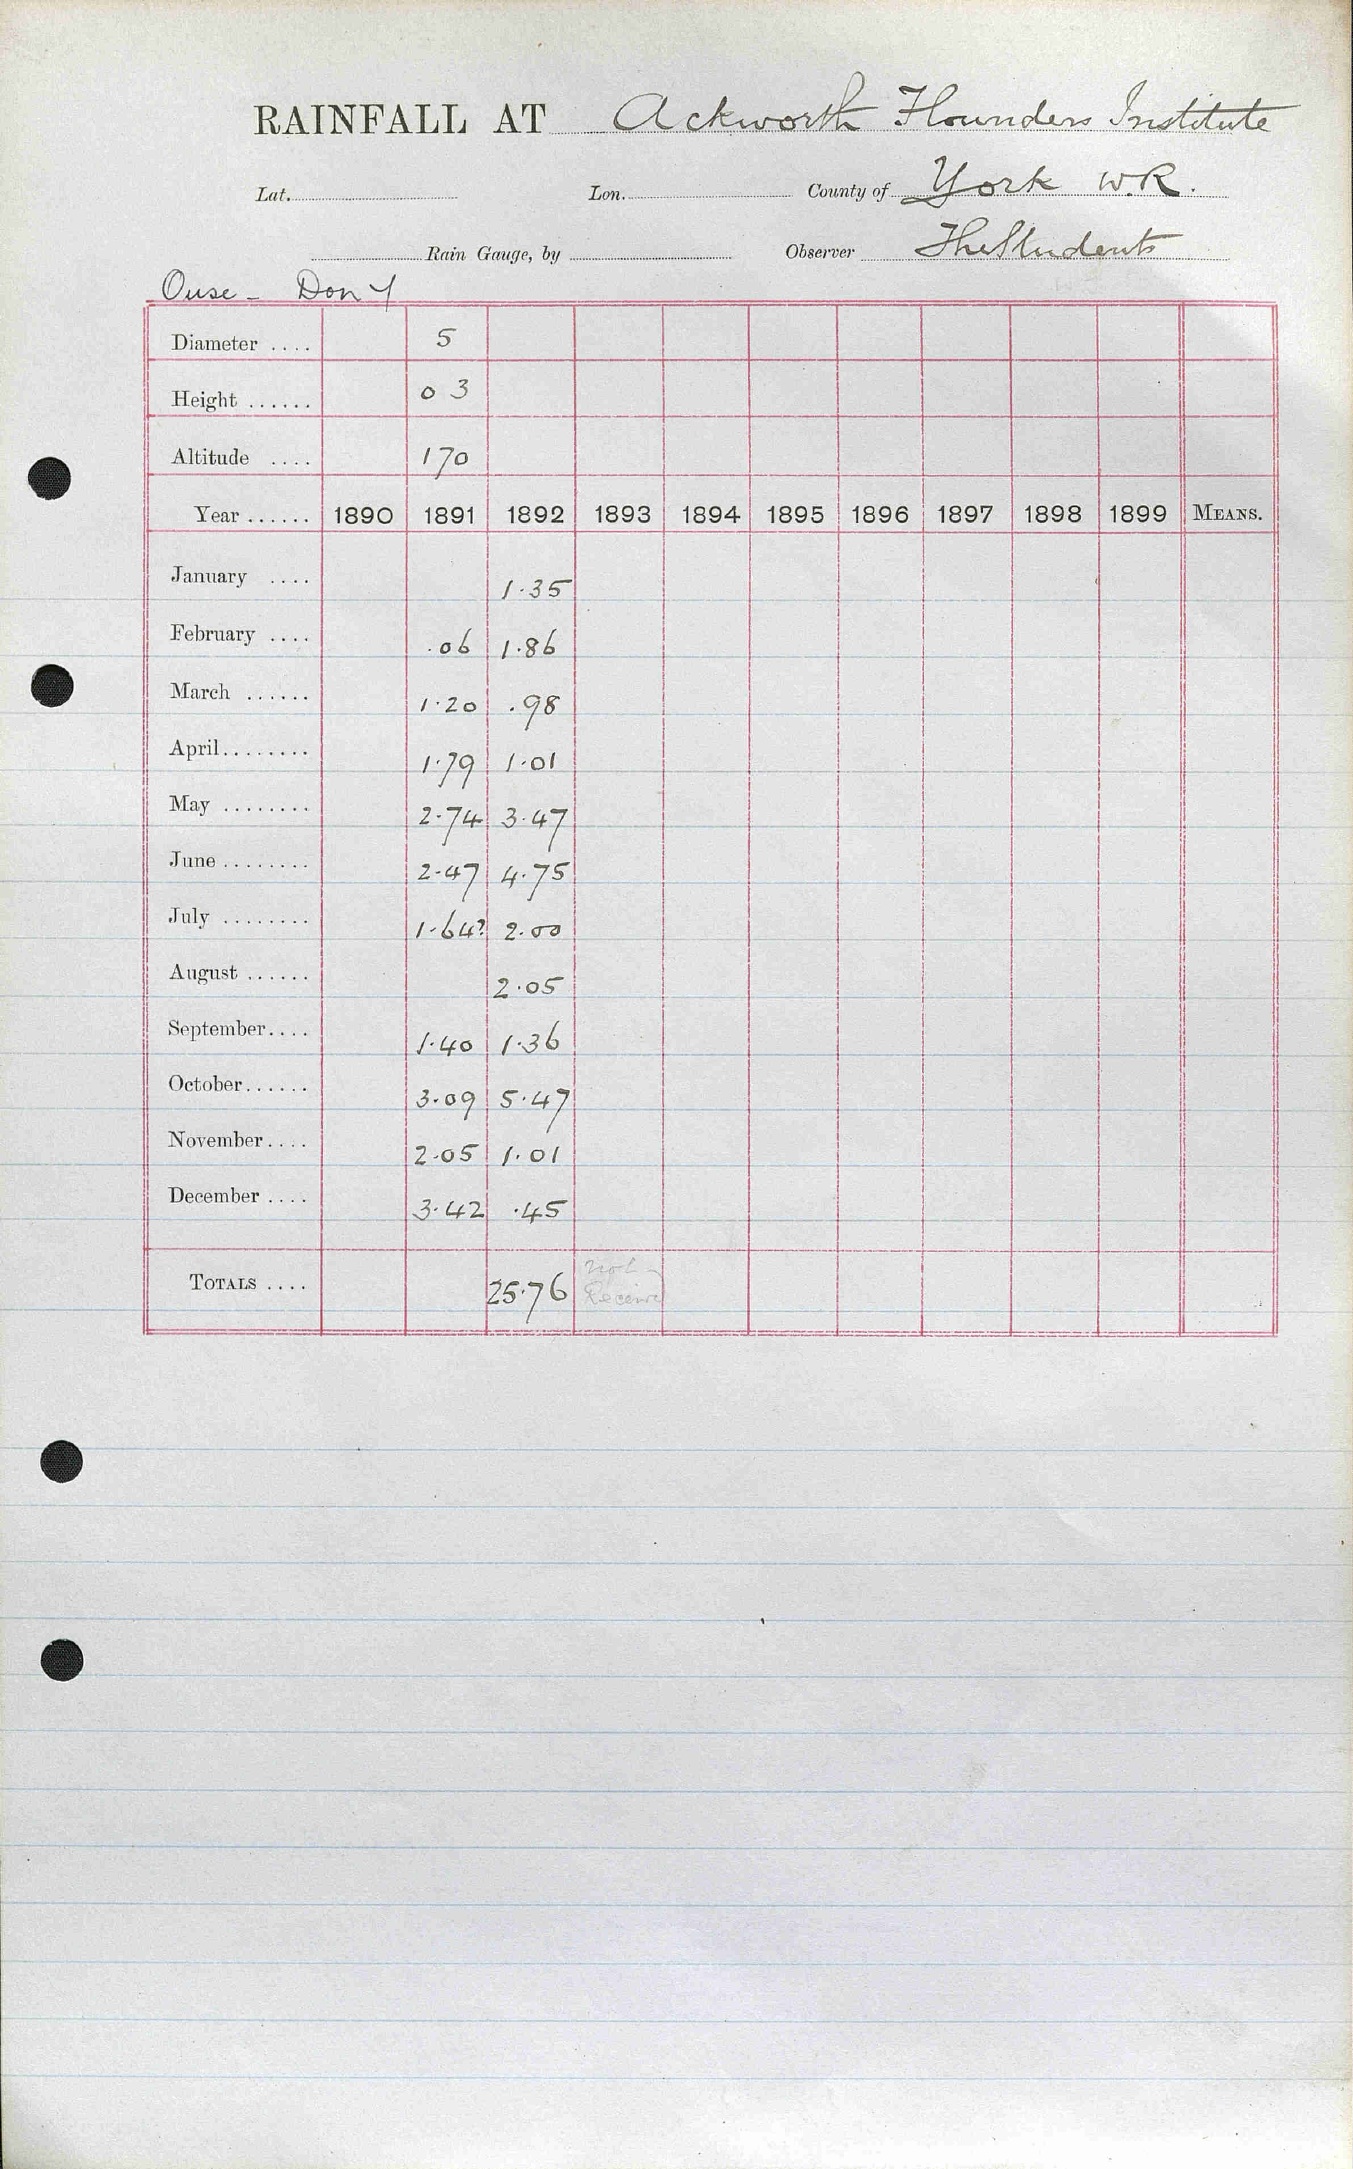 RAINFALL AT Ackworth Flounders Institute
Lat. Lon. County of York W.R.
Rain Gauge, by Observer The Students
Ouse - Don
Diameter .... 5
Height ...... 0 3
Altitude .... 170
Year ...... 1890 1891 1892 1893 1894 1895 1896 1897 1898 1899 MEANS.
January .... 1.35
February .... .06 1.86
March ...... 1.20 .98
April........ 1.79 1.01
May ........ 2.74 3.47
June ........ 2.47 4.75
July ........ 1.64? 2.00
August ...... 2.05
September.... 1.40 1.36
October...... 3.09 5.47
November.... 2.05 1.01
December .... 3.42 .45
Not
TOTALS .... 25.76